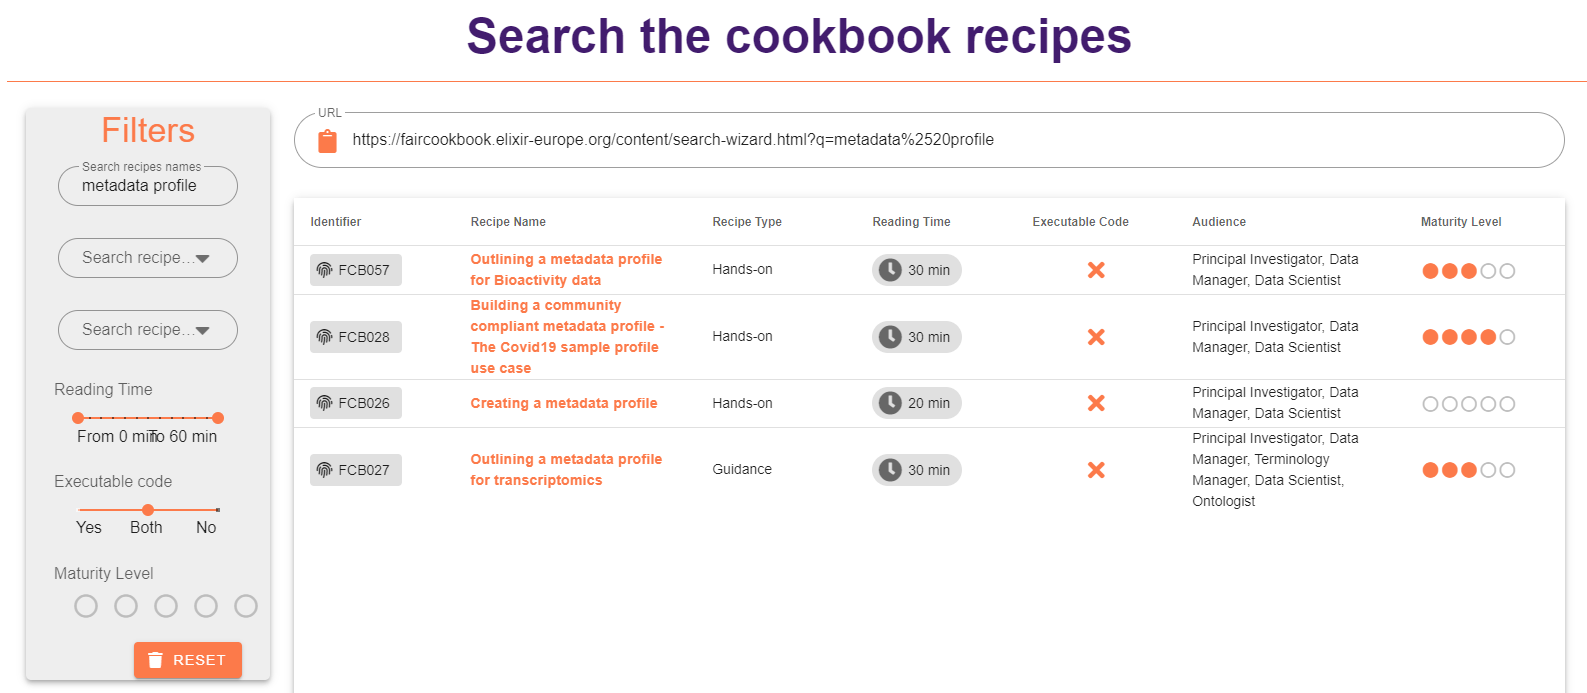 Search the cookbook recipes
Filters
Search recipes names
metadata profile
Search recipe...
Search recipe...
Reading Time
From 0 min
To 60 min
Executable code
Yes Both No
Maturity Level
RESET
URL
https://faircookbook.elixir-europe.org/content/search-wizard.html?q=metadata%2520profile
Identifier Recipe Name Recipe Type Reading Time Executable Code Audience Maturity Level
FCB057
Outlining a metadata profile
for Bioactivity data
Hands-on
30 min
Principal Investigator, Data
Manager, Data Scientist
FCB028
Building a community
compliant metadata profile -
The Covid19 sample profile
use case
Hands-on
30 min
Principal Investigator, Data
Manager, Data Scientist
FCB026
Creating a metadata profile
Hands-on
20 min
Principal Investigator, Data
Manager, Data Scientist
FCB027
Outlining a metadata profile
for transcriptomics
Guidance
30 min
Principal Investigator, Data
Manager, Terminology
Manager, Data Scientist,
Ontologist